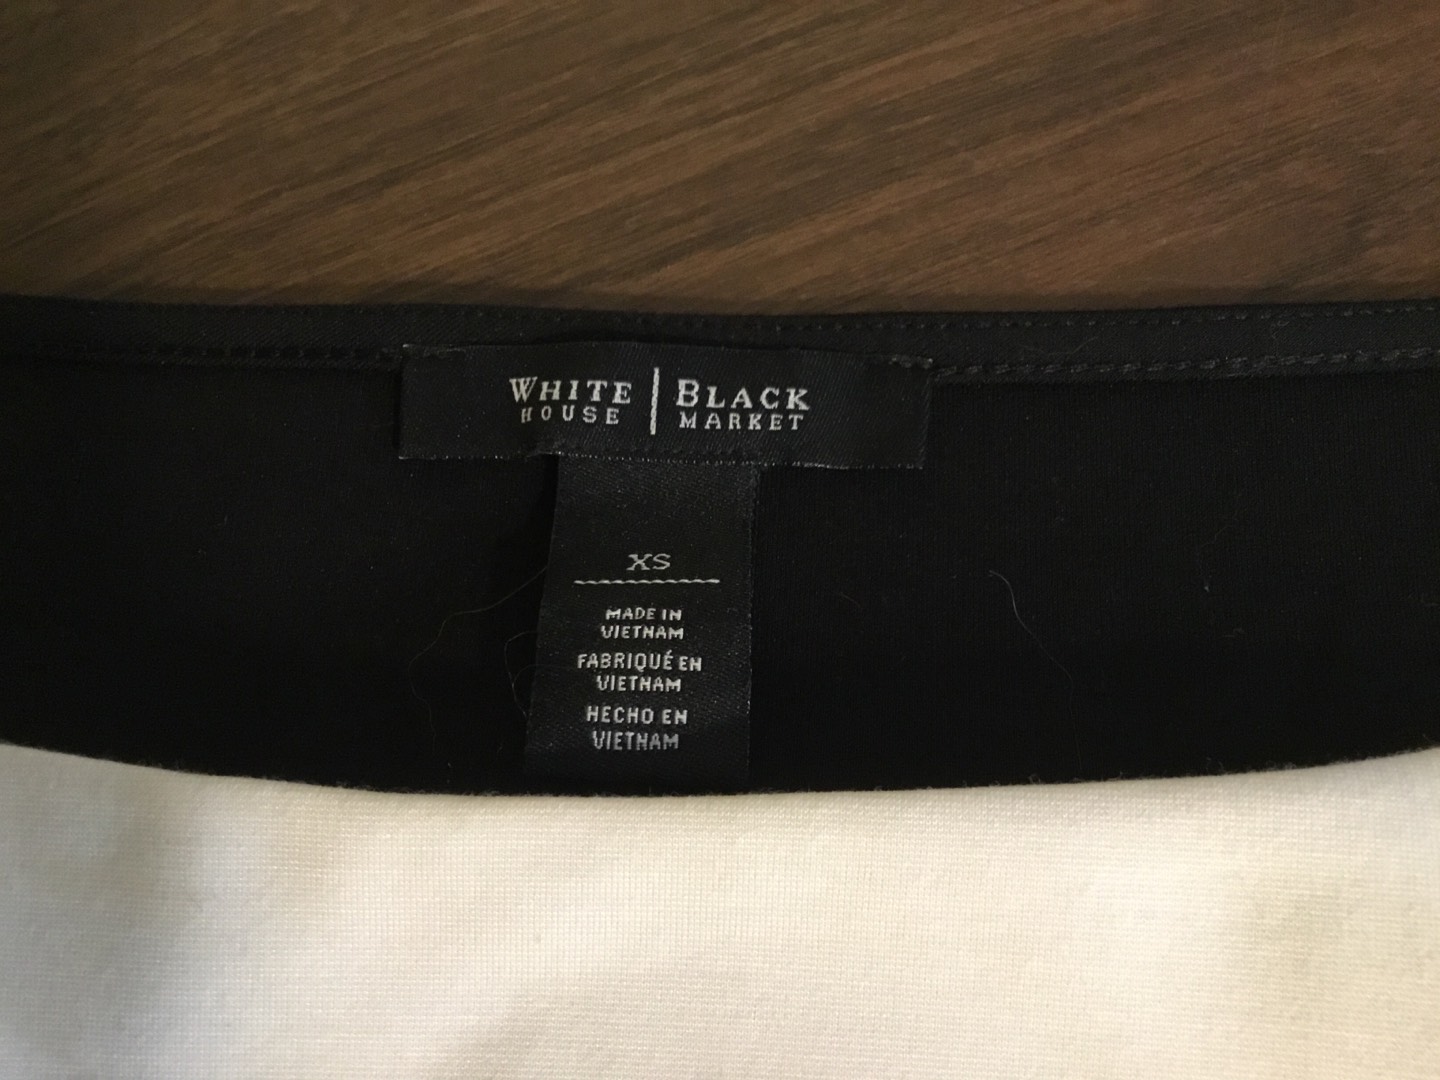 WHITE | BLACK
HOUSE | MARKET
XS
MADE IN
VIETNAM
FABRIQUÉ EN
VIETNAM
HECHO EN
VIETNAM